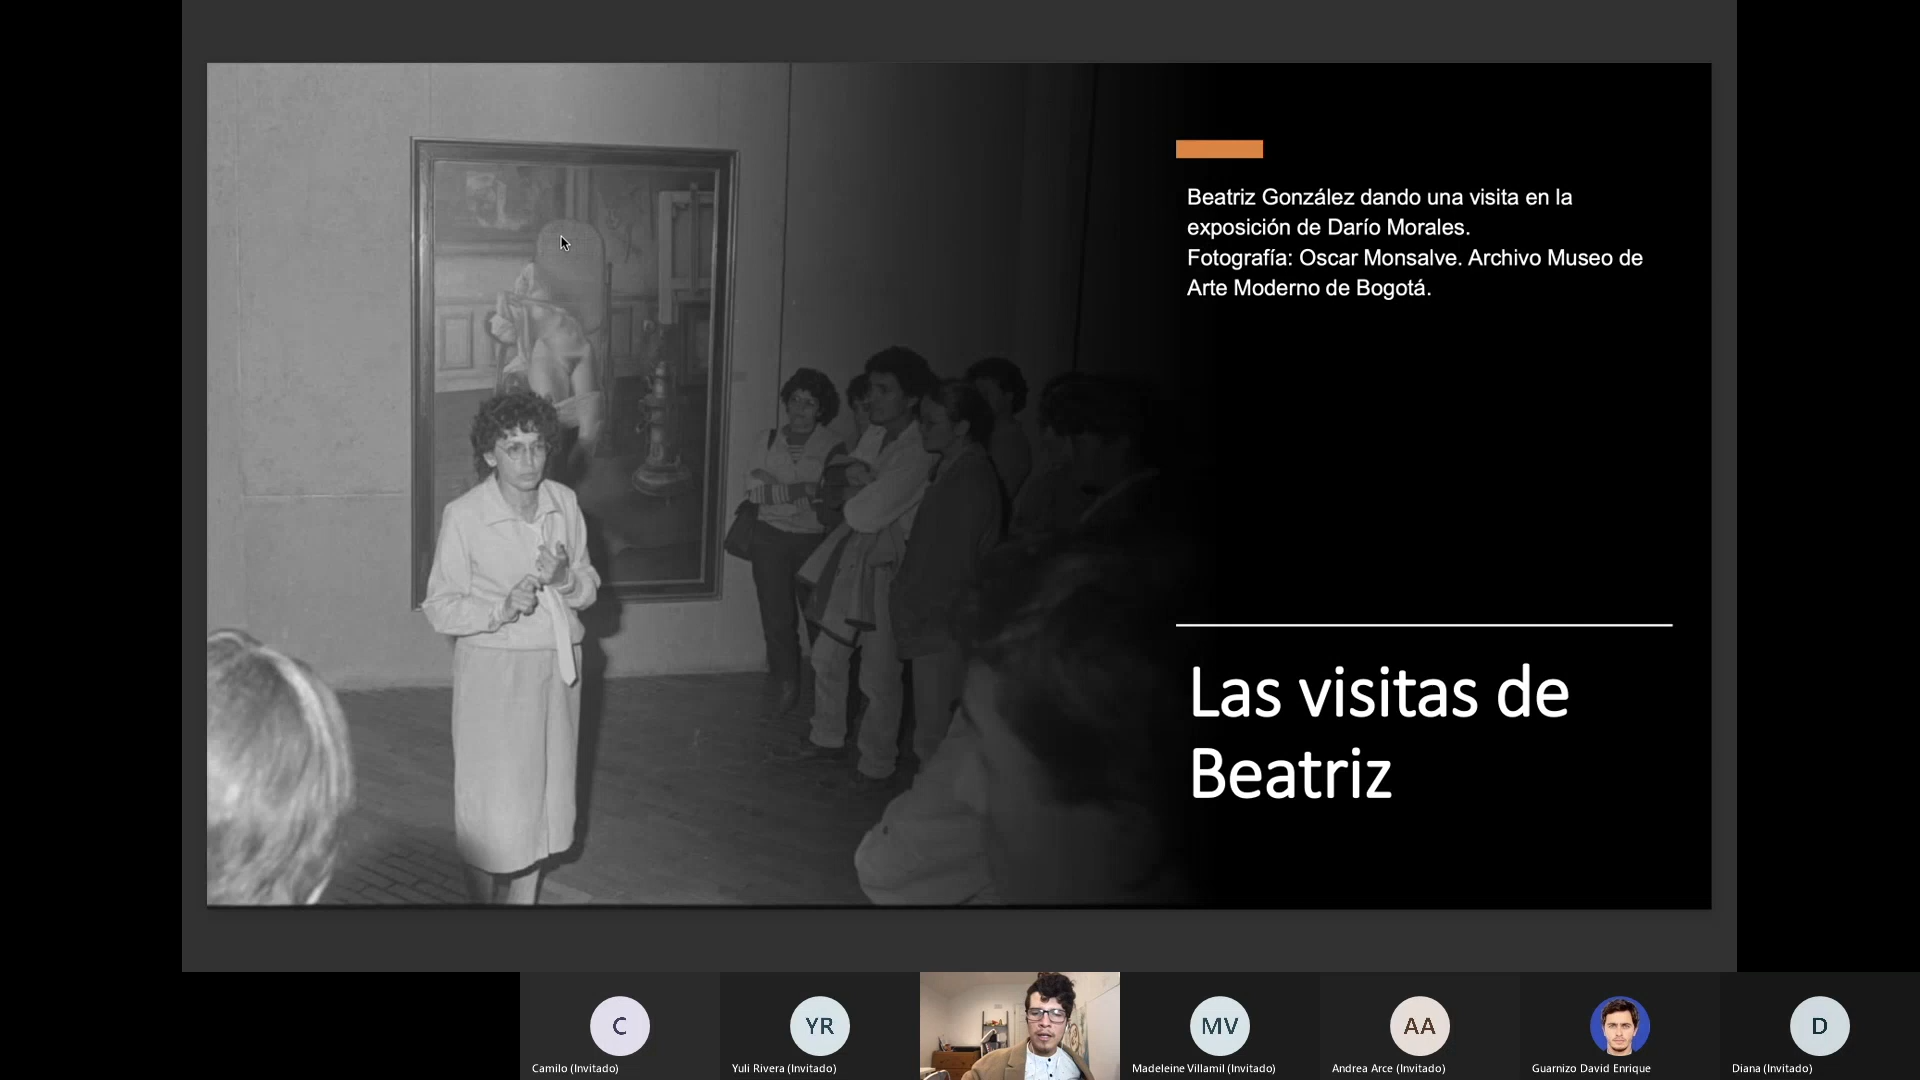 Beatriz González dando una visita en la
exposición de Darío Morales.
Fotografía: Oscar Monsalve. Archivo Museo de
Arte Moderno de Bogotá.
Las visitas de
Beatriz
C
YR
MV
AA
D
Camilo (Invitado)
Yuli Rivera (Invitado)
Madeleine Villamil (Invitado)
Andrea Arce (Invitado)
Guarnizo David Enrique
Diana (Invitado)